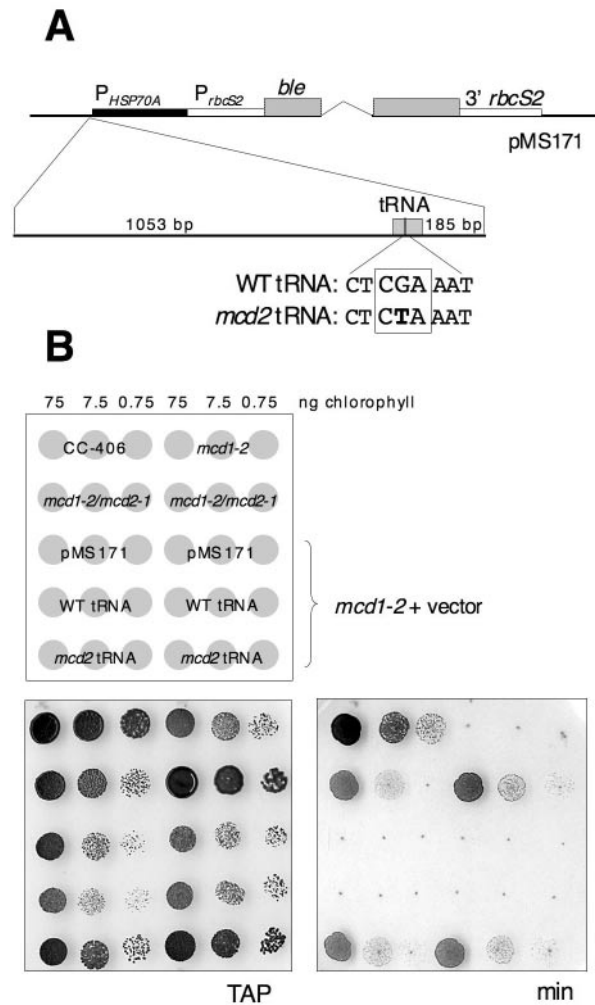 A
P HSP70A P rbcS2 ble 3' rbcS2
pMS171
tRNA
1053 bp 185 bp
WT tRNA: CT CGA AAT
mcd2 tRNA: CT CTA AAT
B
75 7.5 0.75 75 7.5 0.75 ng chlorophyll
CC-406 mcd1-2
mcd1-2/mcd2-1 mcd1-2/mcd2-1
pMS171 pMS171
WT tRNA WT tRNA
mcd1-2 + vector
mcd2 tRNA mcd2 tRNA
TAP min